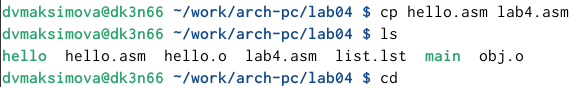 dvmaksimova@dk3n66 ~/work/arch-pc/lab04 $ cp hello.asm lab4.asm
dvmaksimova@dk3n66 ~/work/arch-pc/lab04 $ ls
hello  hello.asm  hello.o  lab4.asm  list.lst  main  obj.o
dvmaksimova@dk3n66 ~/work/arch-pc/lab04 $ cd